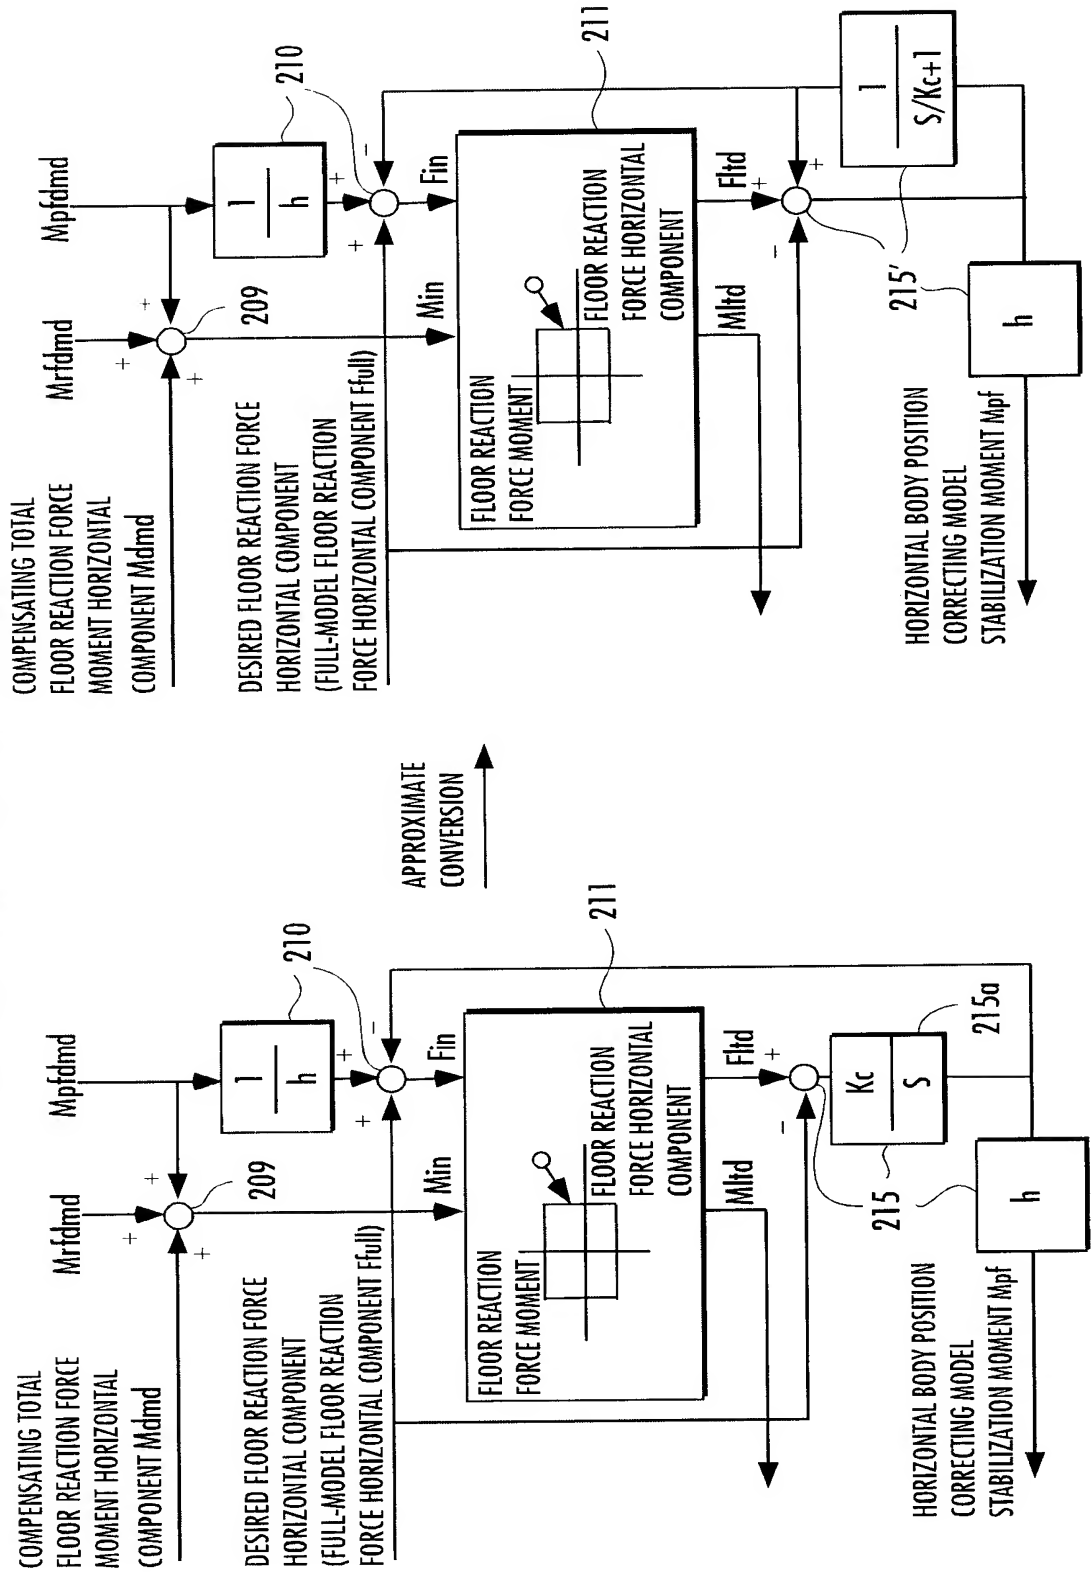 COMPENSATING TOTAL
FLOOR REACTION FORCE
MOMENT HORIZONTAL
COMPONENT Mdmd
Mrfdmd
Mpfdmd
+
+
+
209
1
h
210
DESIRED FLOOR REACTION FORCE
HORIZONTAL COMPONENT
(FULL-MODEL FLOOR REACTION
FORCE HORIZONTAL COMPONENT Ffull)
+
+
-
Min
Fin
211
FLOOR REACTION
FORCE MOMENT
FLOOR REACTION
FORCE HORIZONTAL
COMPONENT
Mltd
Fltd
-
+
Kc
S
215a
215
h
HORIZONTAL BODY POSITION
CORRECTING MODEL
STABILIZATION MOMENT Mpf
APPROXIMATE
CONVERSION
COMPENSATING TOTAL
FLOOR REACTION FORCE
MOMENT HORIZONTAL
COMPONENT Mdmd
Mrfdmd
Mpfdmd
+
+
+
209
1
h
210
DESIRED FLOOR REACTION FORCE
HORIZONTAL COMPONENT
(FULL-MODEL FLOOR REACTION
FORCE HORIZONTAL COMPONENT Ffull)
+
+
-
Min
Fin
211
FLOOR REACTION
FORCE MOMENT
FLOOR REACTION
FORCE HORIZONTAL
COMPONENT
Mltd
Fltd
-
+
+
1
S/Kc+1
215'
h
HORIZONTAL BODY POSITION
CORRECTING MODEL
STABILIZATION MOMENT Mpf